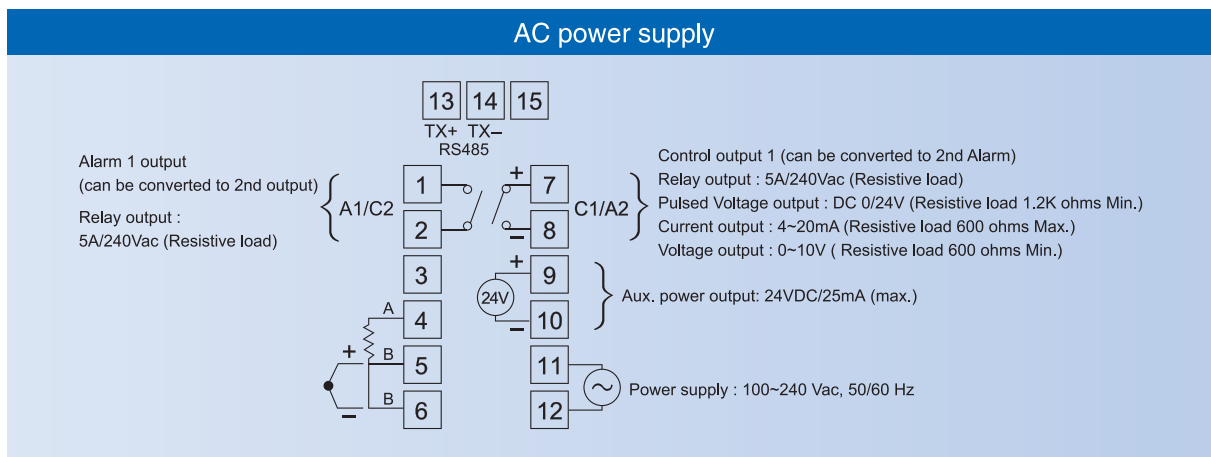 AC power supply
13 14 15
TX+ TX–
RS485
Alarm 1 output
(can be converted to 2nd output)
Relay output :
5A/240Vac (Resistive load)
A1/C2
1
2
3
4
5
6
A
B
B
+
–
+
–
7
8
9
10
11
12
+
–
24V
C1/A2
Control output 1 (can be converted to 2nd Alarm)
Relay output : 5A/240Vac (Resistive load)
Pulsed Voltage output : DC 0/24V (Resistive load 1.2K ohms Min.)
Current output : 4~20mA (Resistive load 600 ohms Max.)
Voltage output : 0~10V ( Resistive load 600 ohms Min.)
Aux. power output: 24VDC/25mA (max.)
Power supply : 100~240 Vac, 50/60 Hz